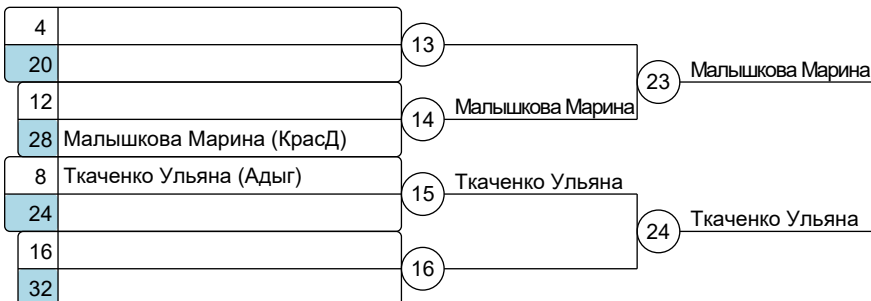 4
13
20
23 Малышкова Марина
12
14 Малышкова Марина
28 Малышкова Марина (КрасД)
8 Ткаченко Ульяна (Адыг)
15 Ткаченко Ульяна
24
24 Ткаченко Ульяна
16
16
32